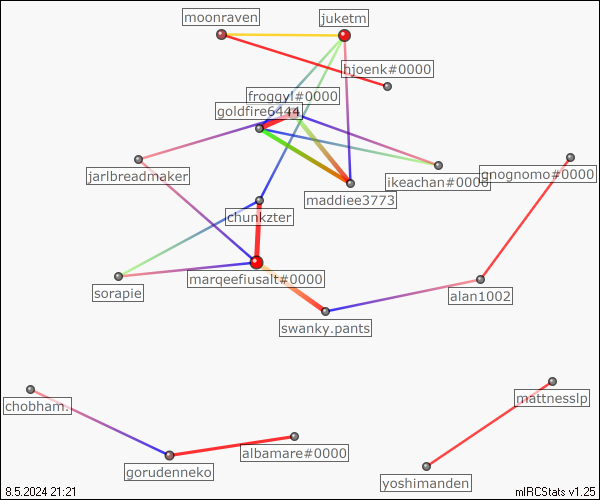 moonraven
juketm
hjoenk#0000
froggyl#0000
goldfire6444
jarlbreadmaker
ikeachan#0000
gnognomo#0000
maddiee3773
chunkzter
marqeefiusalt#0000
sorapie
alan1002
swanky.pants
mattnesslp
chobham.
albamare#0000
gorudenneko
yoshimanden
8.5.2024 21:21
mIRCStats v1.25